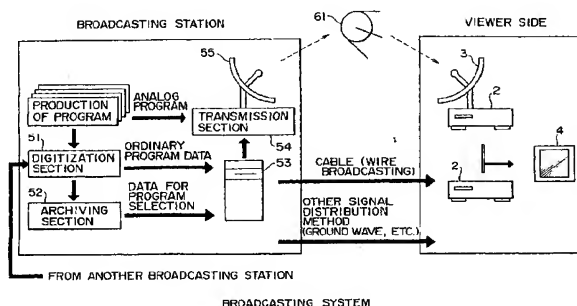 BROADCASTING STATION
61
VIEWER SIDE
55
3
2
PRODUCTION
OF PROGRAM
ANALOG
PROGRAM
TRANSMISSION
SECTION
54
4
51
DIGITIZATION
SECTION
ORDINARY
PROGRAM DATA
53
CABLE (WIRE
BROADCASTING)
2
52
ARCHIVING
SECTION
DATA FOR
PROGRAM
SELECTION
OTHER SIGNAL
DISTRIBUTION
METHOD
(GROUND WAVE, ETC.)
FROM ANOTHER BROADCASTING STATION
BROADCASTING SYSTEM